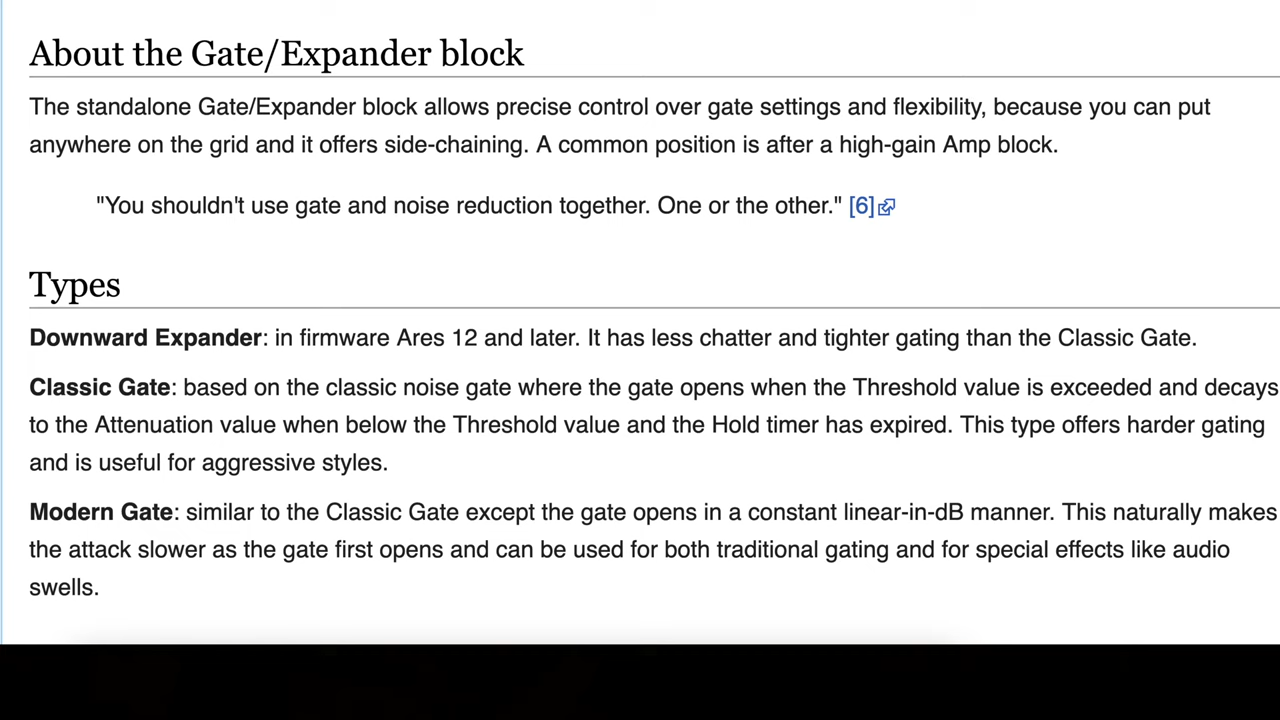 About the Gate/Expander block
The standalone Gate/Expander block allows precise control over gate settings and flexibility, because you can put
anywhere on the grid and it offers side-chaining. A common position is after a high-gain Amp block.
"You shouldn't use gate and noise reduction together. One or the other." [6]
Types
Downward Expander: in firmware Ares 12 and later. It has less chatter and tighter gating than the Classic Gate.
Classic Gate: based on the classic noise gate where the gate opens when the Threshold value is exceeded and decays
to the Attenuation value when below the Threshold value and the Hold timer has expired. This type offers harder gating
and is useful for aggressive styles.
Modern Gate: similar to the Classic Gate except the gate opens in a constant linear-in-dB manner. This naturally makes
the attack slower as the gate first opens and can be used for both traditional gating and for special effects like audio
swells.